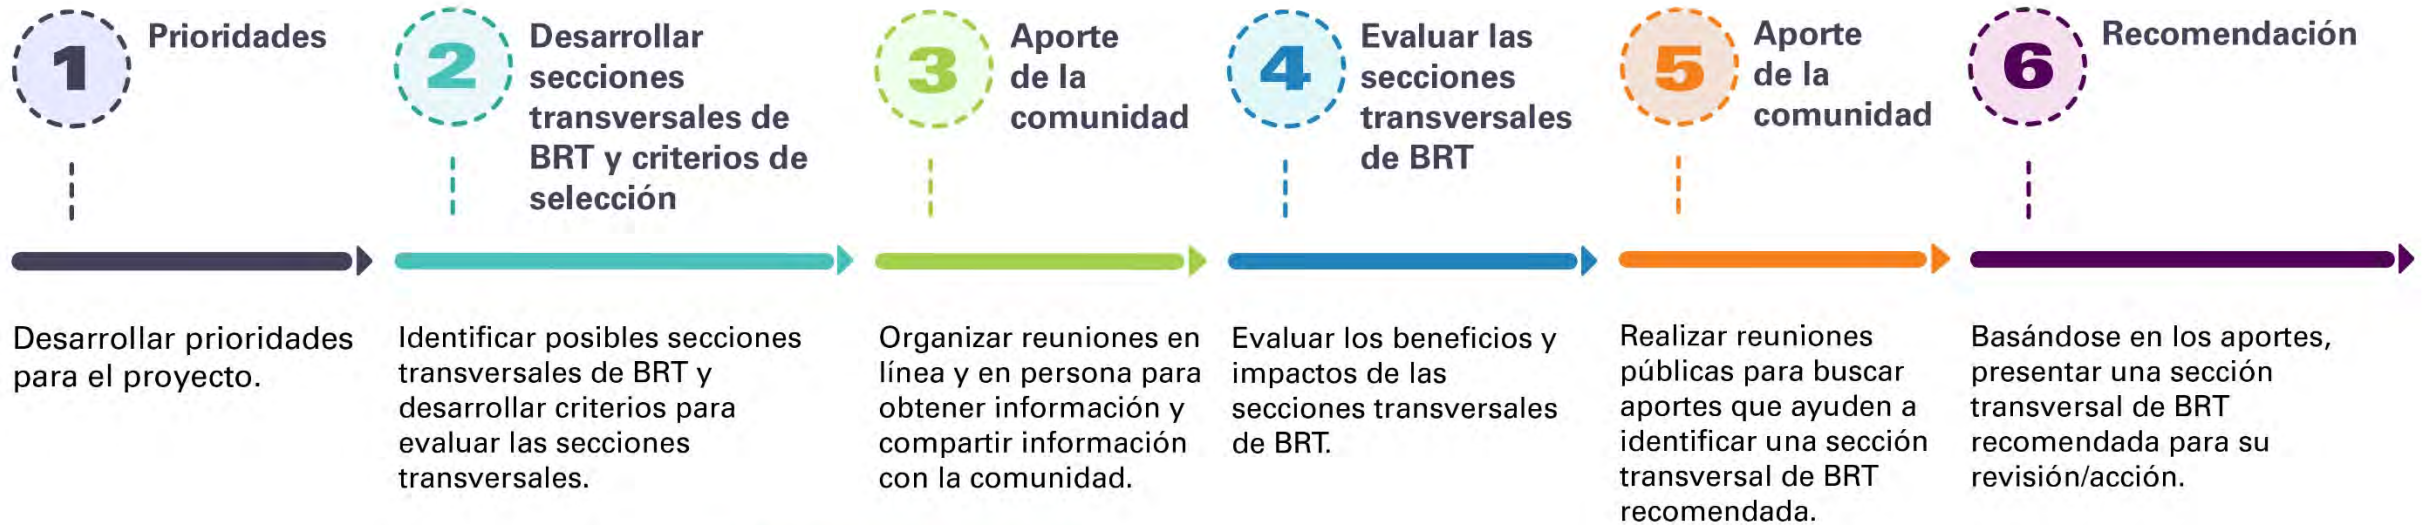 1
Prioridades
Desarrollar prioridades
para el proyecto.
2
Desarrollar
secciones
transversales de
BRT y criterios de
selección
Identificar posibles secciones
transversales de BRT y
desarrollar criterios para
evaluar las secciones
transversales.
3
Aporte
de la
comunidad
Organizar reuniones en
línea y en persona para
obtener información y
compartir información
con la comunidad.
4
Evaluar las
secciones
transversales
de BRT
Evaluar los beneficios y
impactos de las
secciones transversales
de BRT.
5
Aporte
de la
comunidad
Realizar reuniones
públicas para buscar
aportes que ayuden a
identificar una sección
transversal de BRT
recomendada.
6
Recomendación
Basándose en los aportes,
presentar una sección
transversal de BRT
recomendada para su
revisión/acción.